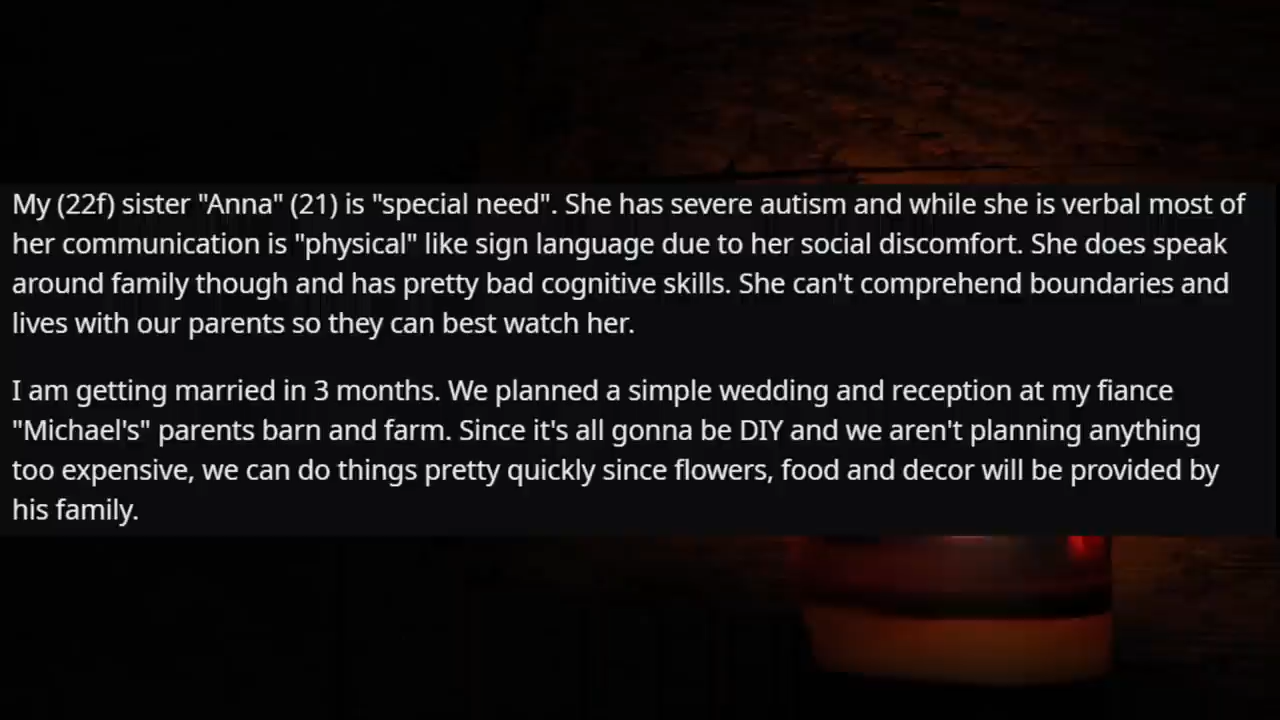 My (22f) sister "Anna" (21) is "special need". She has severe autism and while she is verbal most of
her communication is "physical" like sign language due to her social discomfort. She does speak
around family though and has pretty bad cognitive skills. She can't comprehend boundaries and
lives with our parents so they can best watch her.
I am getting married in 3 months. We planned a simple wedding and reception at my fiance
"Michael's" parents barn and farm. Since it's all gonna be DIY and we aren't planning anything
too expensive, we can do things pretty quickly since flowers, food and decor will be provided by
his family.